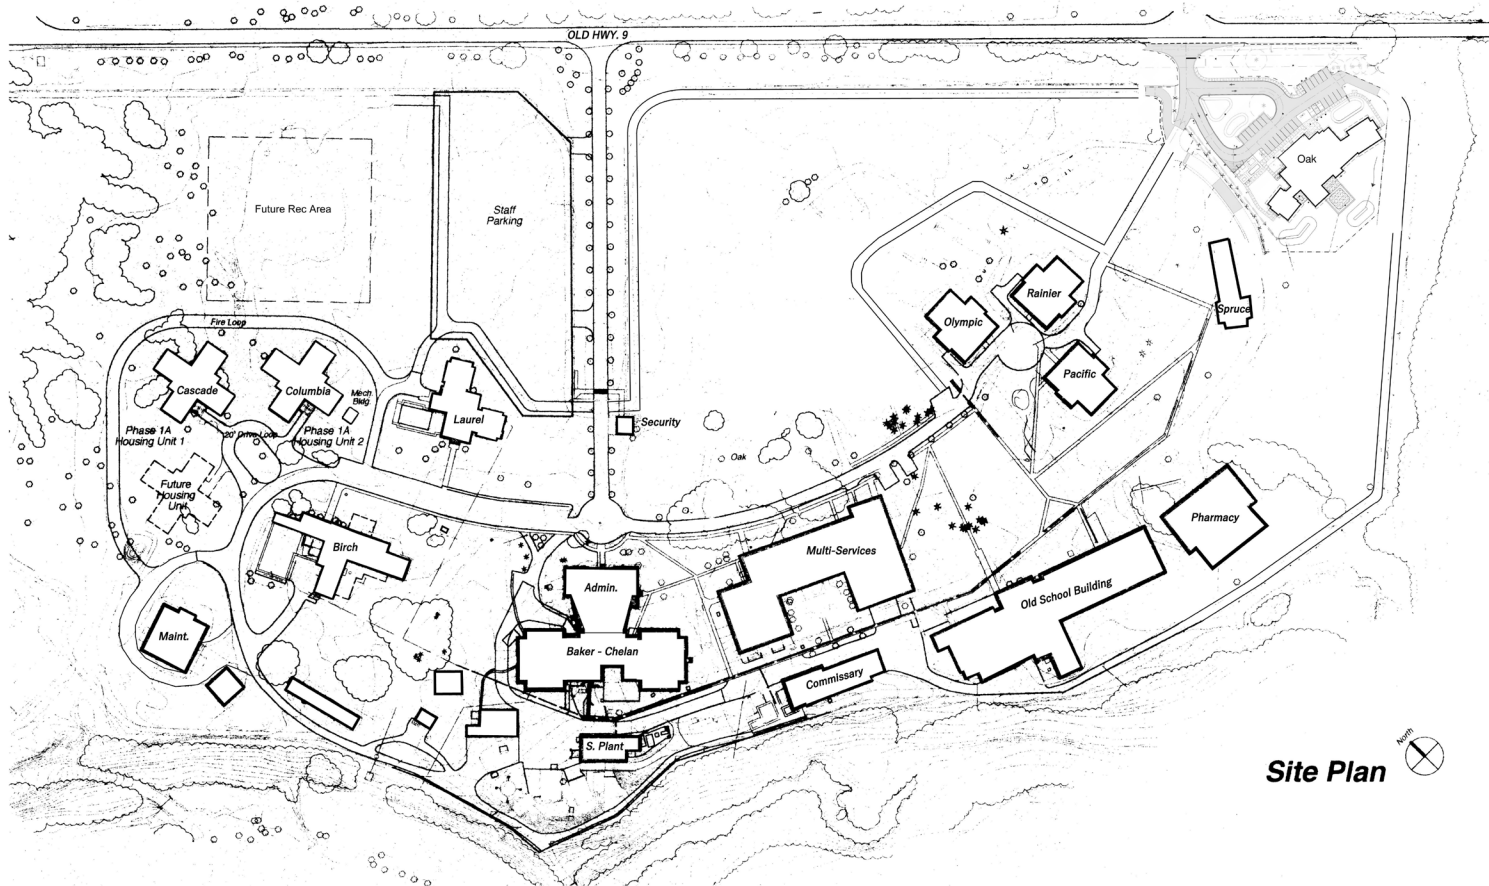 OLD HWY. 9
Oak
Future Rec Area
Staff
Parking
Rainier
Spruce
Olympic
Fire Loop
Pacific
Cascade
Columbia
Mech.
Bldg.
Laurel
Security
Phase 1A
Housing Unit 1
20' Drive Loop
Phase 1A
Housing Unit 2
Oak
Future
Housing
Unit
Pharmacy
Birch
Multi-Services
Admin.
Old School Building
Maint.
Baker - Chelan
Commissary
S. Plant
North
Site Plan